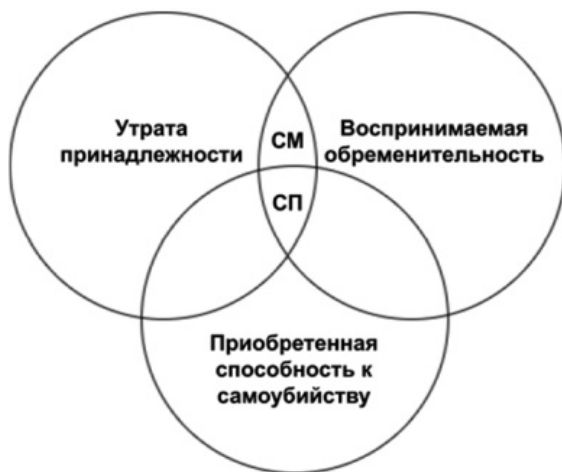 Утрата
принадлежности
СМ
Воспринимаемая
обременительность
СП
Приобретенная
способность к
самоубийству